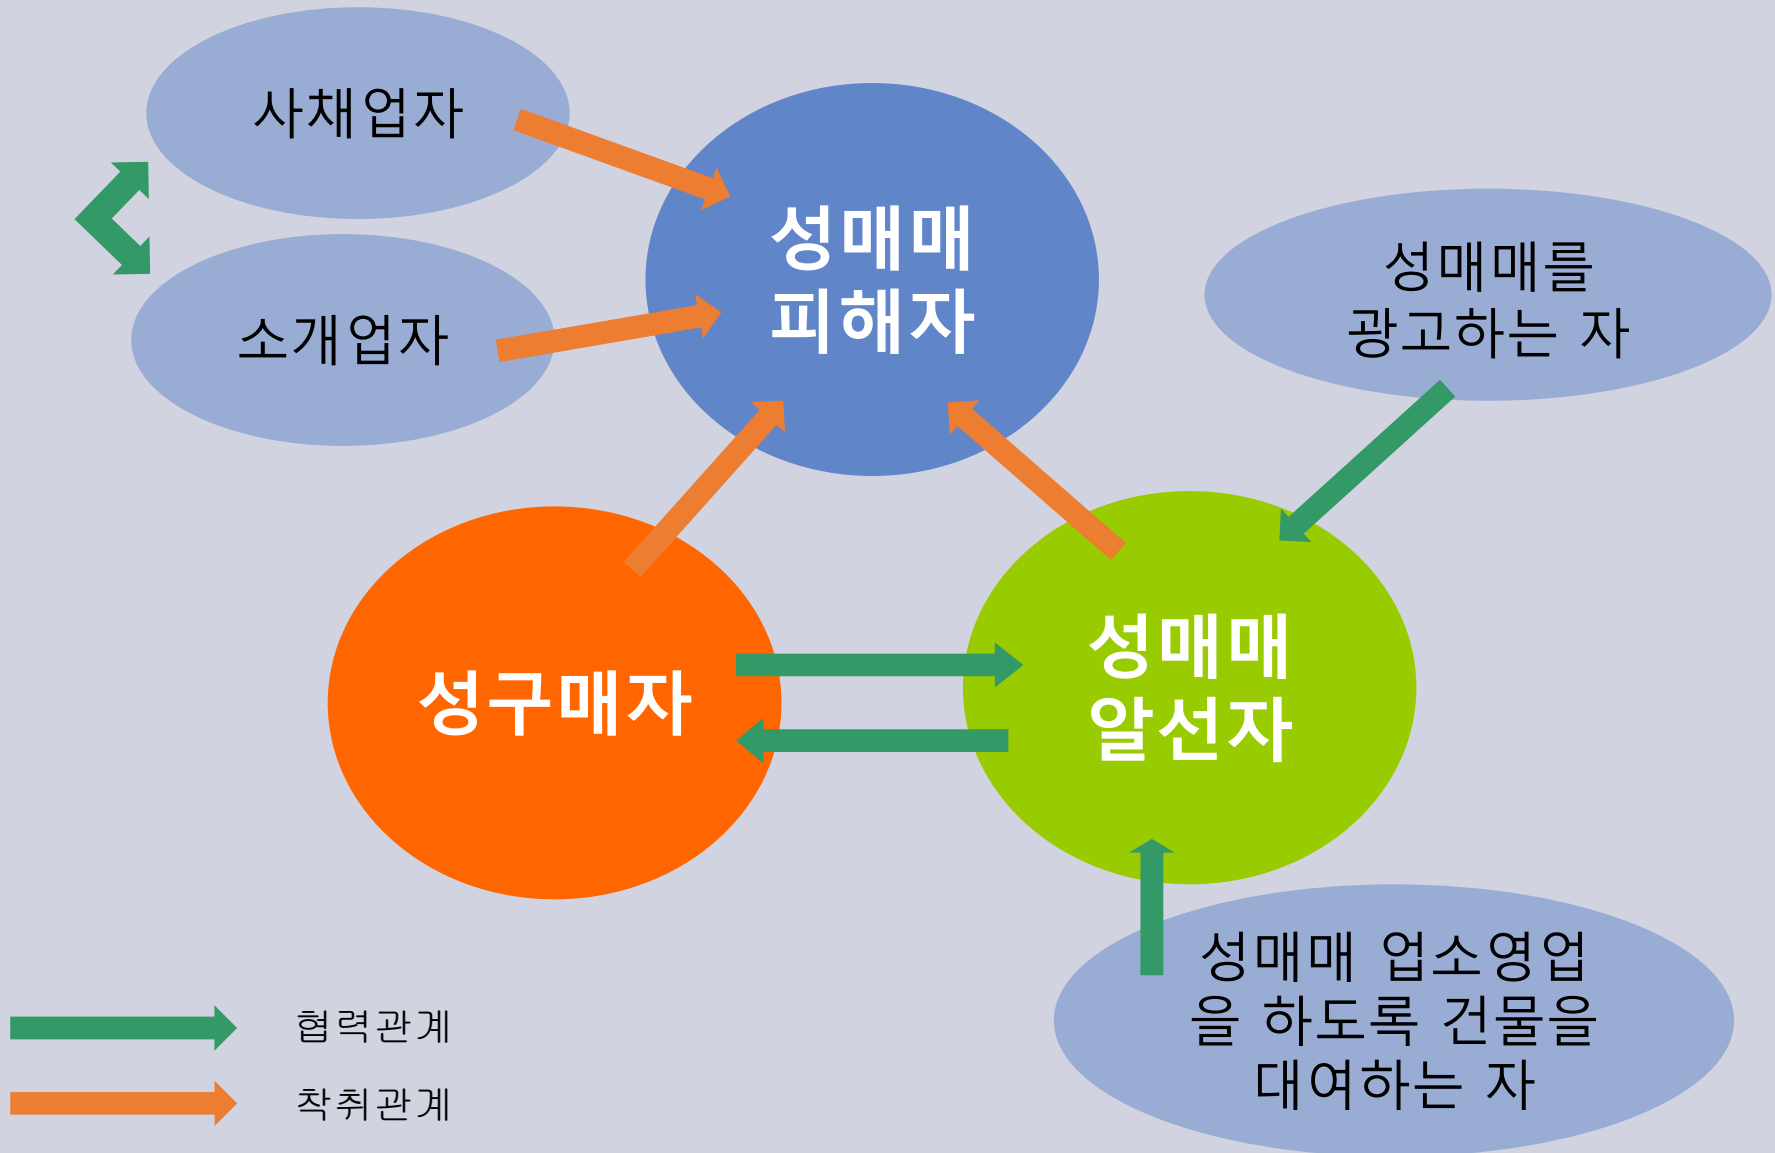 사채업자
성매매
피해자
성매매를
광고하는 자
소개업자
성구매자
성매매
알선자
성매매 업소영업
을 하도록 건물을
대여하는 자
협력관계
착취관계